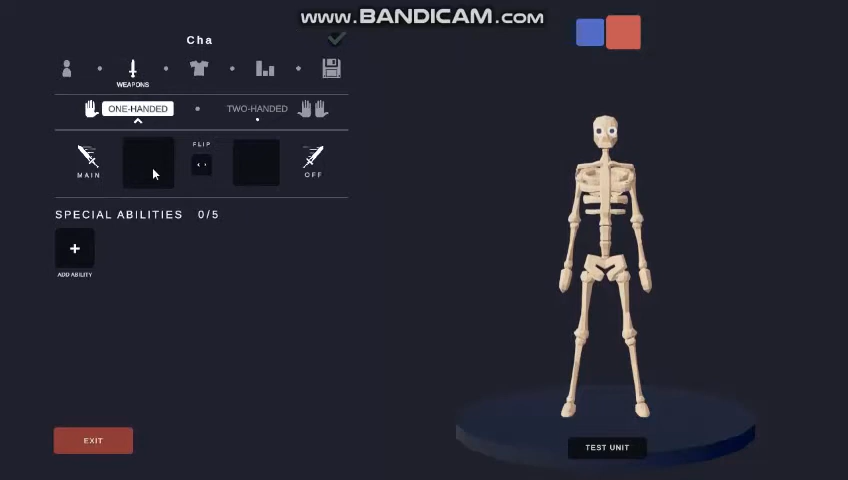 www.BANDICAM.com
Cha
WEAPONS
ONE-HANDED
TWO-HANDED
FLIP
MAIN
OFF
SPECIAL ABILITIES 0/5
+
ADD ABILITY
EXIT
TEST UNIT